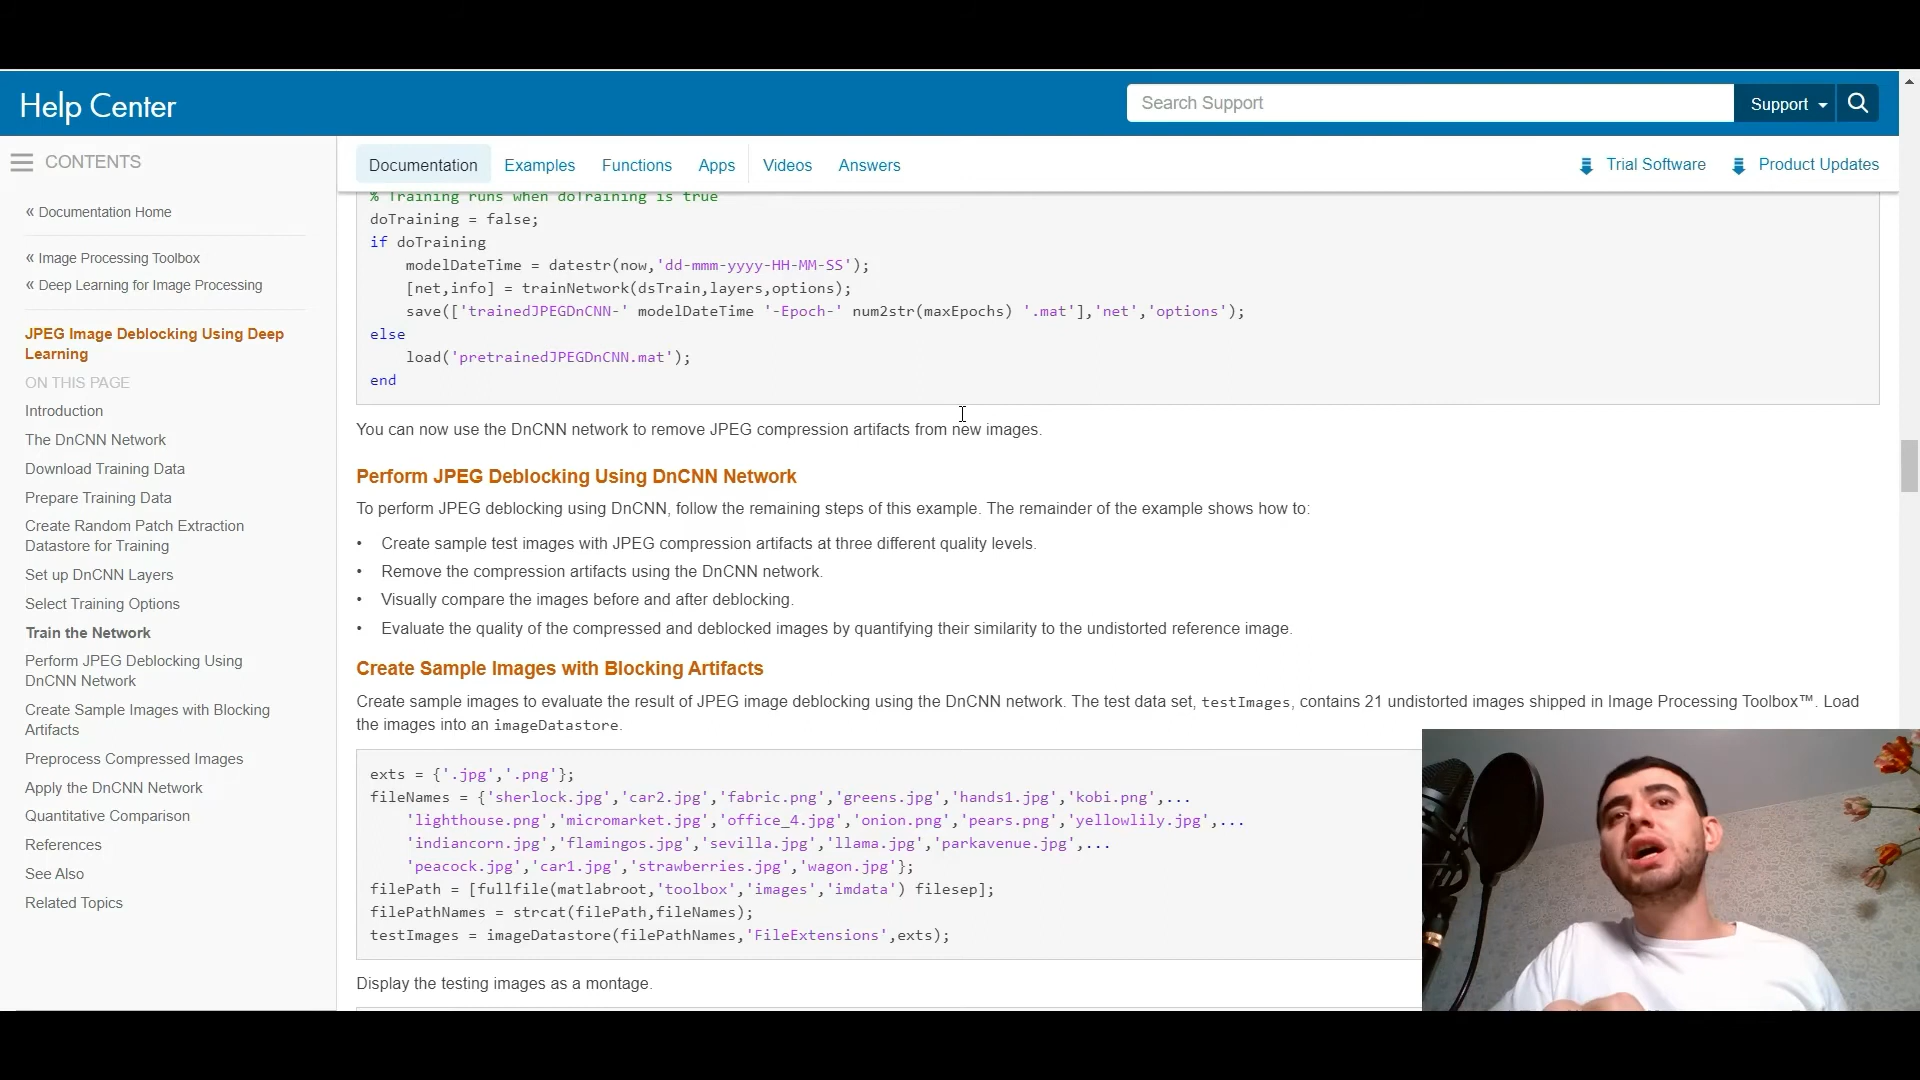 Help Center
Search Support
Support
CONTENTS
Documentation
Examples
Functions
Apps
Videos
Answers
Trial Software
Product Updates
« Documentation Home
« Image Processing Toolbox
« Deep Learning for Image Processing
JPEG Image Deblocking Using Deep
Learning
ON THIS PAGE
Introduction
The DnCNN Network
Download Training Data
Prepare Training Data
Create Random Patch Extraction
Datastore for Training
Set up DnCNN Layers
Select Training Options
Train the Network
Perform JPEG Deblocking Using
DnCNN Network
Create Sample Images with Blocking
Artifacts
Preprocess Compressed Images
Apply the DnCNN Network
Quantitative Comparison
References
See Also
Related Topics
% Training runs when doTraining is true
doTraining = false;
if doTraining
modelDateTime = datestr(now,'dd-mmm-yyyy-HH-MM-SS');
[net,info] = trainNetwork(dsTrain,layers,options);
save(['trainedJPEGDnCNN-' modelDateTime '-Epoch-' num2str(maxEpochs) '.mat'],'net','options');
else
load('pretrainedJPEGDnCNN.mat');
end
You can now use the DnCNN network to remove JPEG compression artifacts from new images.
Perform JPEG Deblocking Using DnCNN Network
To perform JPEG deblocking using DnCNN, follow the remaining steps of this example. The remainder of the example shows how to:
• Create sample test images with JPEG compression artifacts at three different quality levels.
• Remove the compression artifacts using the DnCNN network.
• Visually compare the images before and after deblocking.
• Evaluate the quality of the compressed and deblocked images by quantifying their similarity to the undistorted reference image.
Create Sample Images with Blocking Artifacts
Create sample images to evaluate the result of JPEG image deblocking using the DnCNN network. The test data set, testImages, contains 21 undistorted images shipped in Image Processing Toolbox™. Load
the images into an imageDatastore.
exts = {'.jpg','.png'};
fileNames = {'sherlock.jpg','car2.jpg','fabric.png','greens.jpg','hands1.jpg','kobi.png',...
'lighthouse.png','micromarket.jpg','office_4.jpg','onion.png','pears.png','yellowlily.jpg',...
'indiancorn.jpg','flamingos.jpg','sevilla.jpg','llama.jpg','parkavenue.jpg',...
'peacock.jpg','car1.jpg','strawberries.jpg','wagon.jpg'};
filePath = [fullfile(matlabroot,'toolbox','images','imdata') filesep];
filePathNames = strcat(filePath,fileNames);
testImages = imageDatastore(filePathNames,'FileExtensions',exts);
Display the testing images as a montage.